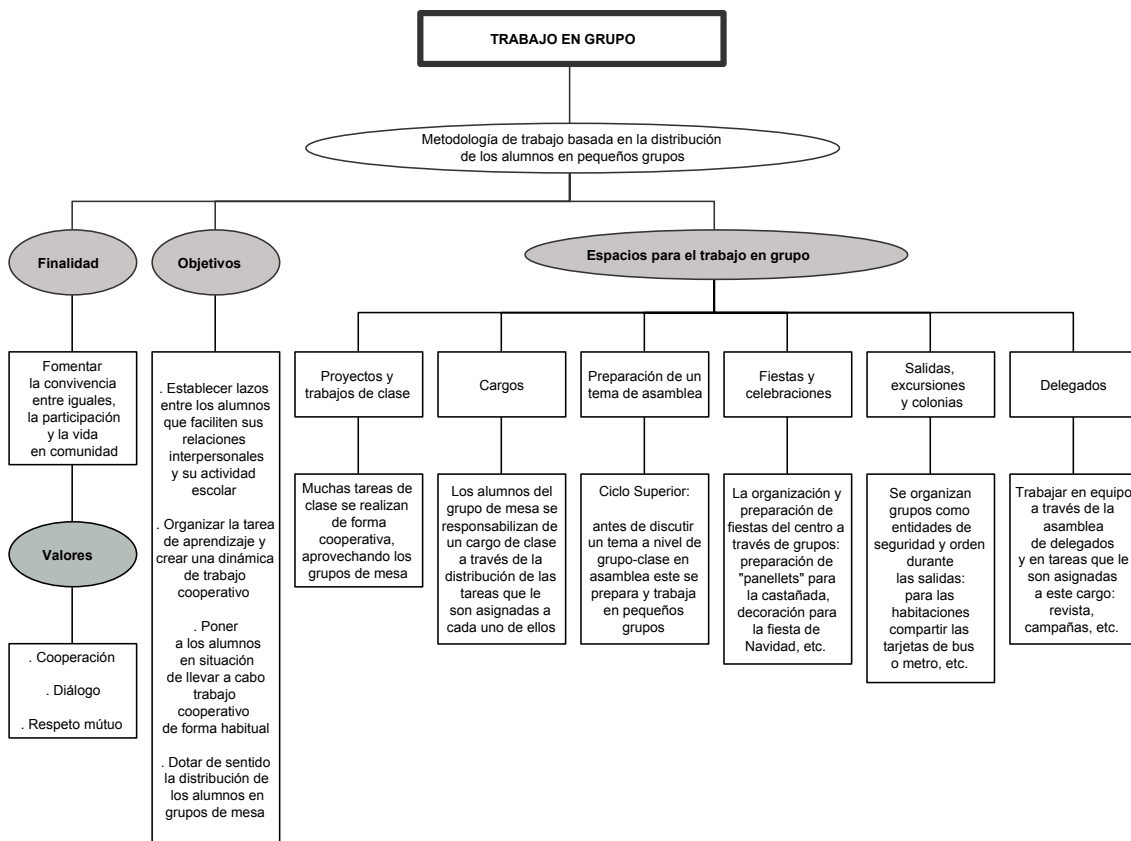 TRABAJO EN GRUPO
Metodología de trabajo basada en la distribución
de los alumnos en pequeños grupos
Finalidad
Objetivos
Espacios para el trabajo en grupo
Fomentar
la convivencia
entre iguales,
la participación
y la vida
en comunidad
Valores
. Cooperación
. Diálogo
. Respeto mútuo
. Establecer lazos
entre los alumnos
que faciliten sus
relaciones
interpersonales
y su actividad
escolar
. Organizar la tarea
de aprendizaje y
crear una dinámica
de trabajo
cooperativo
. Poner
a los alumnos
en situación
de llevar a cabo
trabajo
cooperativo
de forma habitual
. Dotar de sentido
la distribución de
los alumnos en
grupos de mesa
Proyectos y
trabajos de clase
Muchas tareas de
clase se realizan
de forma
cooperativa,
aprovechando los
grupos de mesa
Cargos
Los alumnos del
grupo de mesa se
responsabilizan de
un cargo de clase
a través de la
distribución de las
tareas que le
son asignadas a
cada uno de ellos
Preparación de un
tema de asamblea
Ciclo Superior:
antes de discutir
un tema a nivel de
grupo-clase en
asamblea este se
prepara y trabaja
en pequeños
grupos
Fiestas y
celebraciones
La organización y
preparación de
fiestas del centro a
través de grupos:
preparación de
"panellets" para
la castañada,
decoración para
la fiesta de
Navidad, etc.
Salidas,
excursiones
y colonias
Se organizan
grupos como
entidades de
seguridad y orden
durante
las salidas:
para las
habitaciones
compartir las
tarjetas de bus
o metro, etc.
Delegados
Trabajar en equipo
a través de la
asamblea
de delegados
y en tareas que le
son asignadas
a este cargo:
revista,
campañas, etc.